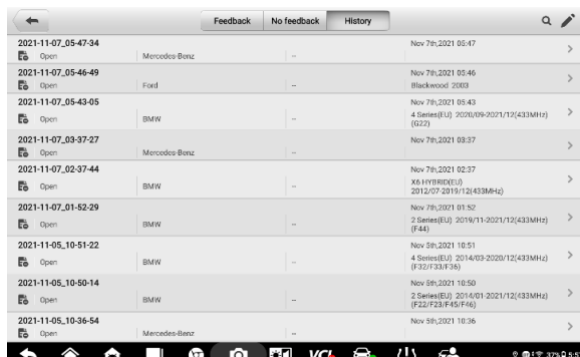 Feedback No feedback History
2021-11-07_05-47-34 Nov 7th,2021 05:47
Open Mercedes-Benz --
2021-11-07_05-46-49 Nov 7th,2021 05:46
Open Ford -- Blackwood 2003
2021-11-07_05-43-05 Nov 7th,2021 05:43
Open BMW -- 4 Series(EU) 2020/09-2021/12(433MHz)
(G22)
2021-11-07_03-37-27 Nov 7th,2021 03:37
Open Mercedes-Benz --
2021-11-07_02-37-44 Nov 7th,2021 02:37
Open BMW -- X6 HYBRID(EU)
2012/07-2019/12(433MHz)
2021-11-07_01-52-29 Nov 7th,2021 01:52
Open BMW -- 2 Series(EU) 2019/11-2021/12(433MHz)
(F44)
2021-11-05_10-51-22 Nov 5th,2021 10:51
Open BMW -- 4 Series(EU) 2014/03-2020/12(433MHz)
(F32/F33/F36)
2021-11-05_10-50-14 Nov 5th,2021 10:50
Open BMW -- 2 Series(EU) 2014/01-2021/12(433MHz)
(F22/F23/F45/F46)
2021-11-05_10-36-54 Nov 5th,2021 10:36
Open Mercedes-Benz --
VCI 37%